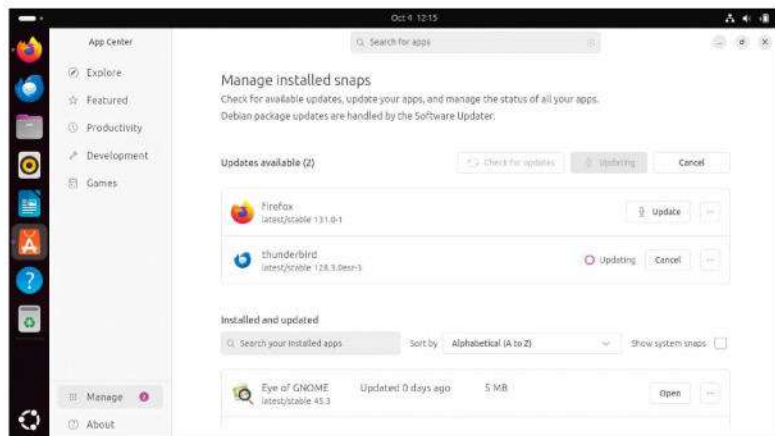 Oct 4 12:15
App Center
Search for apps
Explore
Featured
Productivity
Development
Games
Manage
About
Manage installed snaps
Check for available updates, update your apps, and manage the status of all your apps.
Debian package updates are handled by the Software Updater.
Updates available (2)
Check for updates
Updating
Cancel
firefox
latest/stable 131.0-1
Update
thunderbird
latest/stable 128.3.0esr-1
Updating
Cancel
Installed and updated
Search your installed apps
Sort by
Alphabetical (A to Z)
Show system snaps
Eye of GNOME
latest/stable 45.3
Updated 0 days ago
5 MB
Open